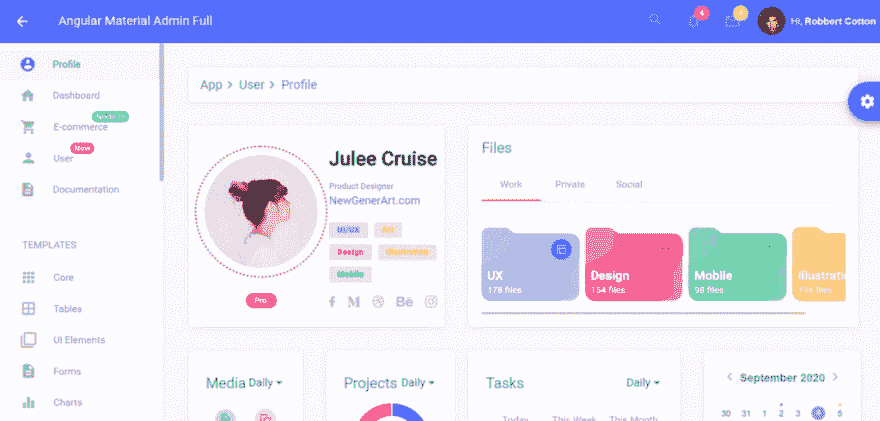 Angular Material Admin Full
4
Hi, Robbert Cotton
Profile
Dashboard
E-commerce
New
User
Documentation
TEMPLATES
Core
Tables
UI Elements
Forms
Charts
App > User > Profile
Julee Cruise
Product Designer
NewGenerArt.com
UI/UX
Art
Design
Illustration
Mobile
Pro
Files
Work Private Social
UX
178 files
Design
154 files
Mobile
98 files
Illustratio
154 files
Media Daily
Projects Daily
Tasks Daily
Today This Week This Month
September 2020
30 31 1 2 3 4 5